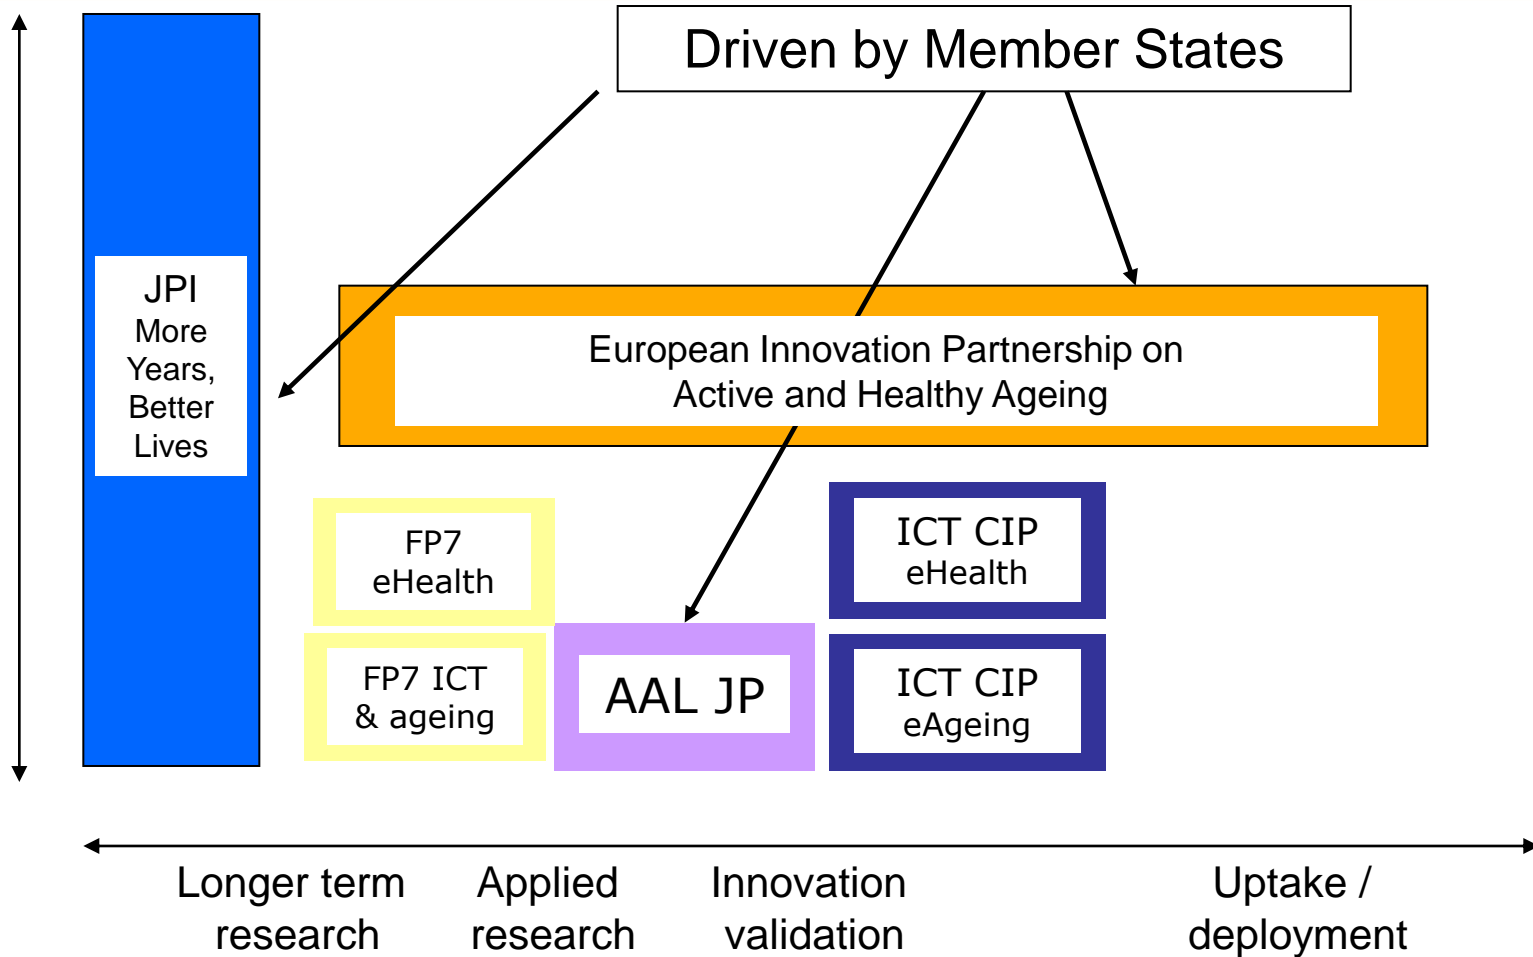 Driven by Member States
JPI
More
Years,
Better
Lives
European Innovation Partnership on
Active and Healthy Ageing
FP7
eHealth
ICT CIP
eHealth
FP7 ICT
& ageing
AAL JP
ICT CIP
eAgeing
Longer term
research
Applied
research
Innovation
validation
Uptake /
deployment